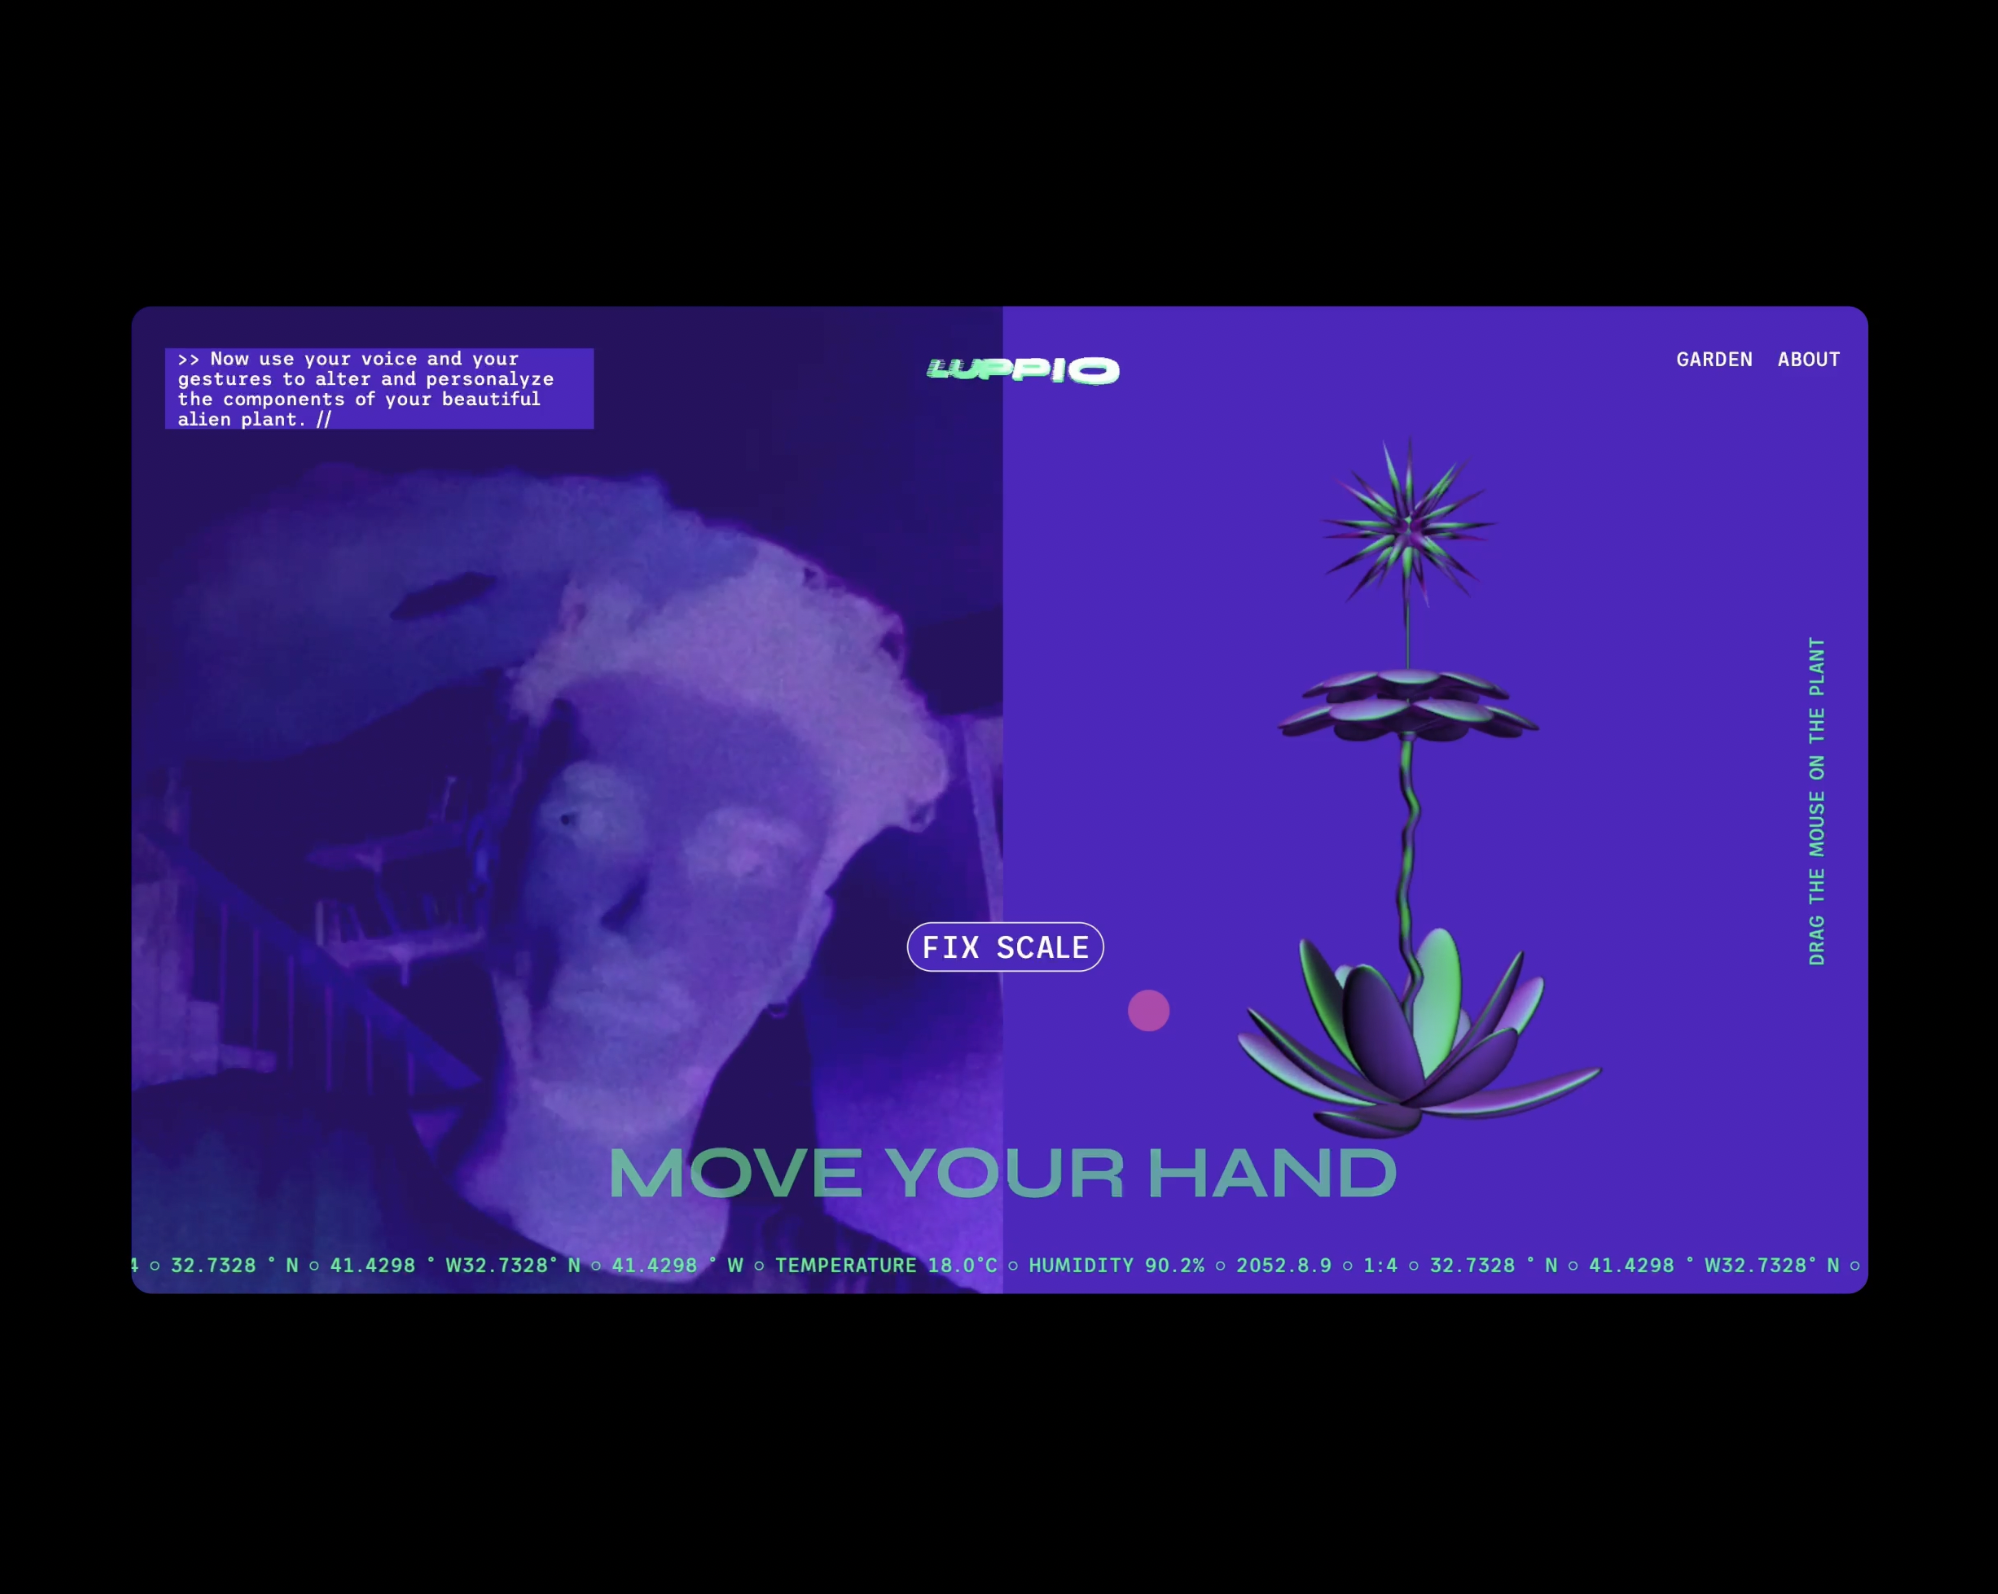 >> Now use your voice and your
gestures to alter and personalyze
the components of your beautiful
alien plant. //
LUPPIO
GARDEN ABOUT
DRAG THE MOUSE ON THE PLANT
FIX SCALE
MOVE YOUR HAND
4 ○ 32.7328 ° N ○ 41.4298 ° W32.7328° N ○ 41.4298 ° W ○ TEMPERATURE 18.0°C ○ HUMIDITY 90.2% ○ 2052.8.9 ○ 1:4 ○ 32.7328 ° N ○ 41.4298 ° W32.7328° N ○